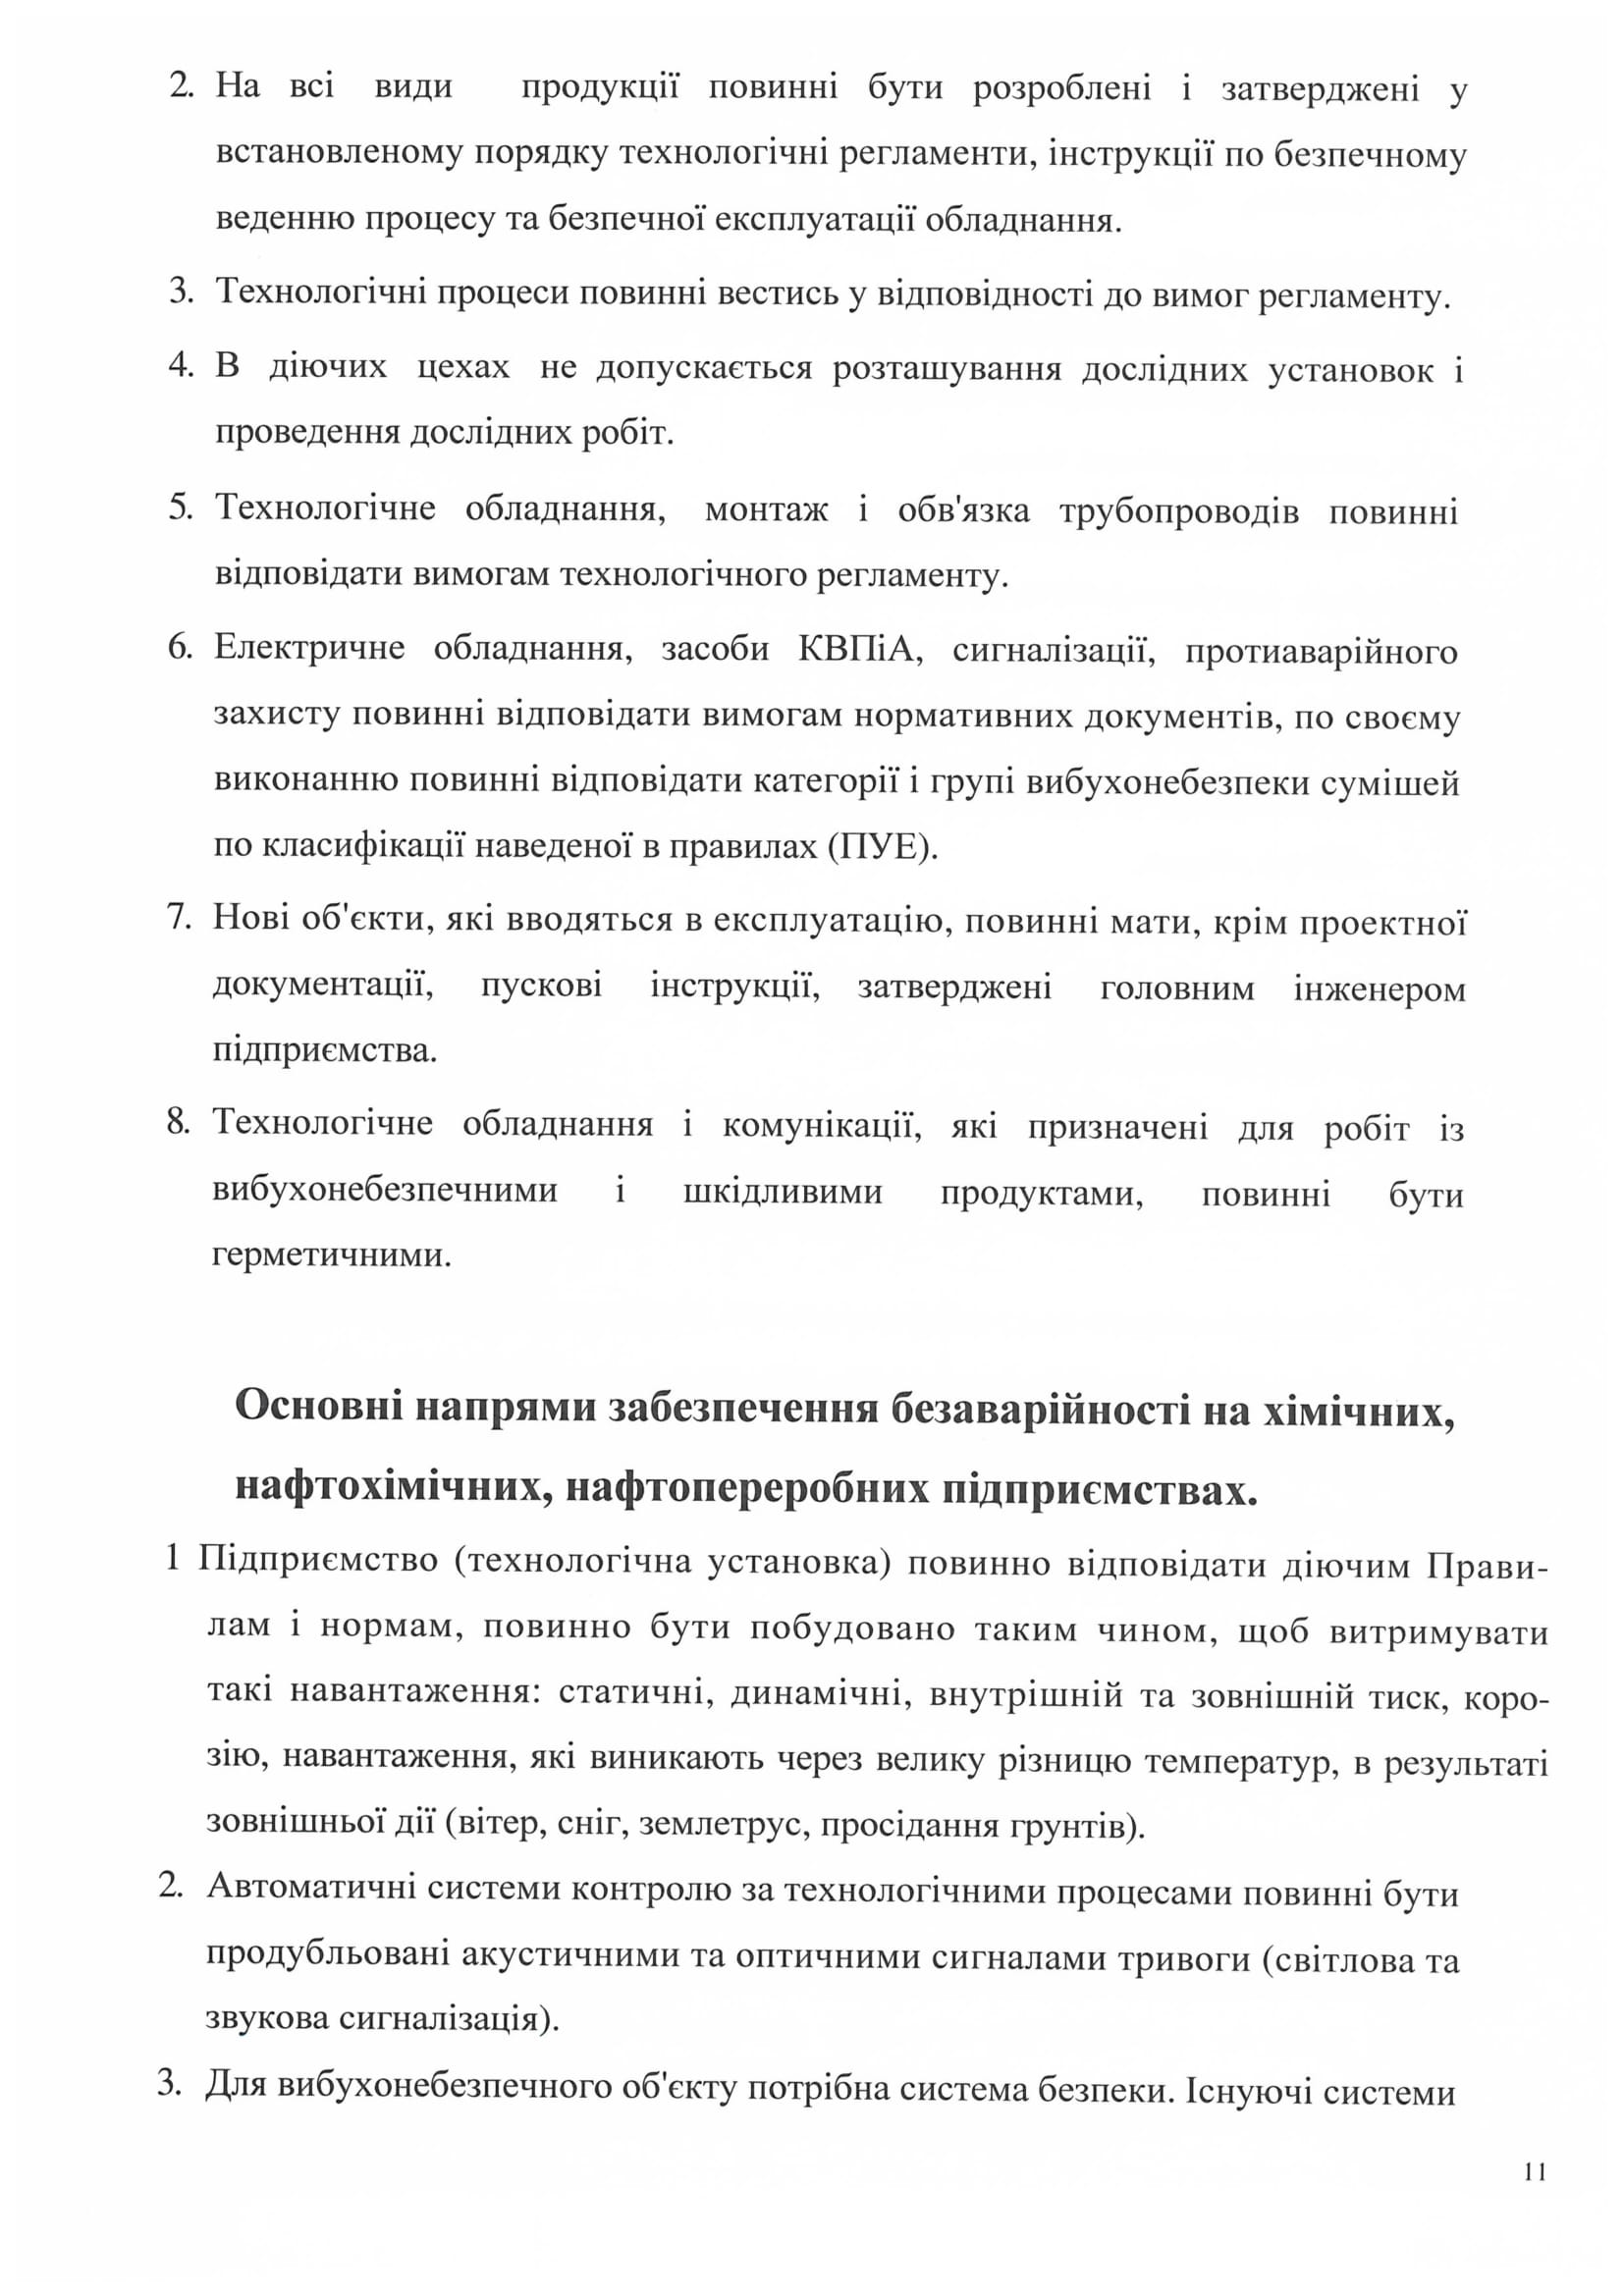 2. На всі види продукції повинні бути розроблені і затверджені у
встановленому порядку технологічні регламенти, інструкції по безпечному
веденню процесу та безпечної експлуатації обладнання.
3. Технологічні процеси повинні вестись у відповідності до вимог регламенту.
4. В діючих цехах не допускається розташування дослідних установок і
проведення дослідних робіт.
5. Технологічне обладнання, монтаж і обв'язка трубопроводів повинні
відповідати вимогам технологічного регламенту.
6. Електричне обладнання, засоби КВПіА, сигналізації, протиаварійного
захисту повинні відповідати вимогам нормативних документів, по своєму
виконанню повинні відповідати категорії і групі вибухонебезпеки сумішей
по класифікації наведеної в правилах (ПУЕ).
7. Нові об'єкти, які вводяться в експлуатацію, повинні мати, крім проектної
документації, пускові інструкції, затверджені головним інженером
підприємства.
8. Технологічне обладнання і комунікації, які призначені для робіт із
вибухонебезпечними і шкідливими продуктами, повинні бути
герметичними.
Основні напрями забезпечення безаварійності на хімічних,
нафтохімічних, нафтопереробних підприємствах.
1 Підприємство (технологічна установка) повинно відповідати діючим Прави-
лам і нормам, повинно бути побудовано таким чином, щоб витримувати
такі навантаження: статичні, динамічні, внутрішній та зовнішній тиск, коро-
зію, навантаження, які виникають через велику різницю температур, в результаті
зовнішньої дії (вітер, сніг, землетрус, просідання грунтів).
2. Автоматичні системи контролю за технологічними процесами повинні бути
продубльовані акустичними та оптичними сигналами тривоги (світлова та
звукова сигналізація).
3. Для вибухонебезпечного об'єкту потрібна система безпеки. Існуючі системи
11